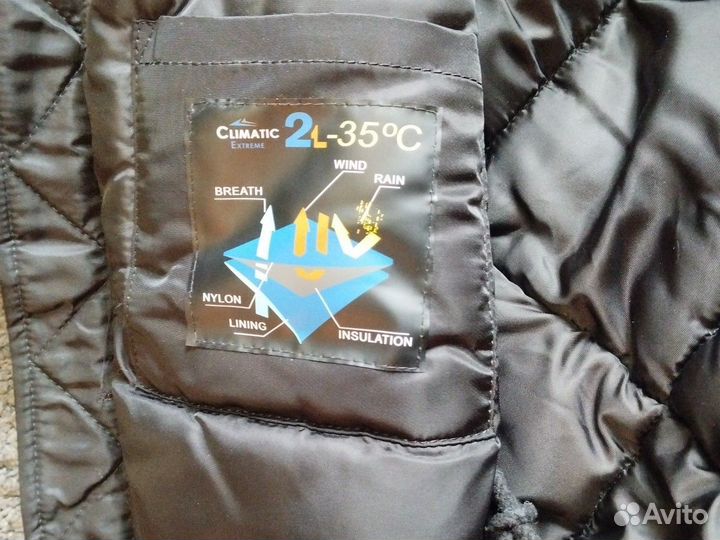 CLIMATIC
EXTREME
2L-35ºC
WIND
RAIN
BREATH
NYLON
LINING
INSULATION
Avito